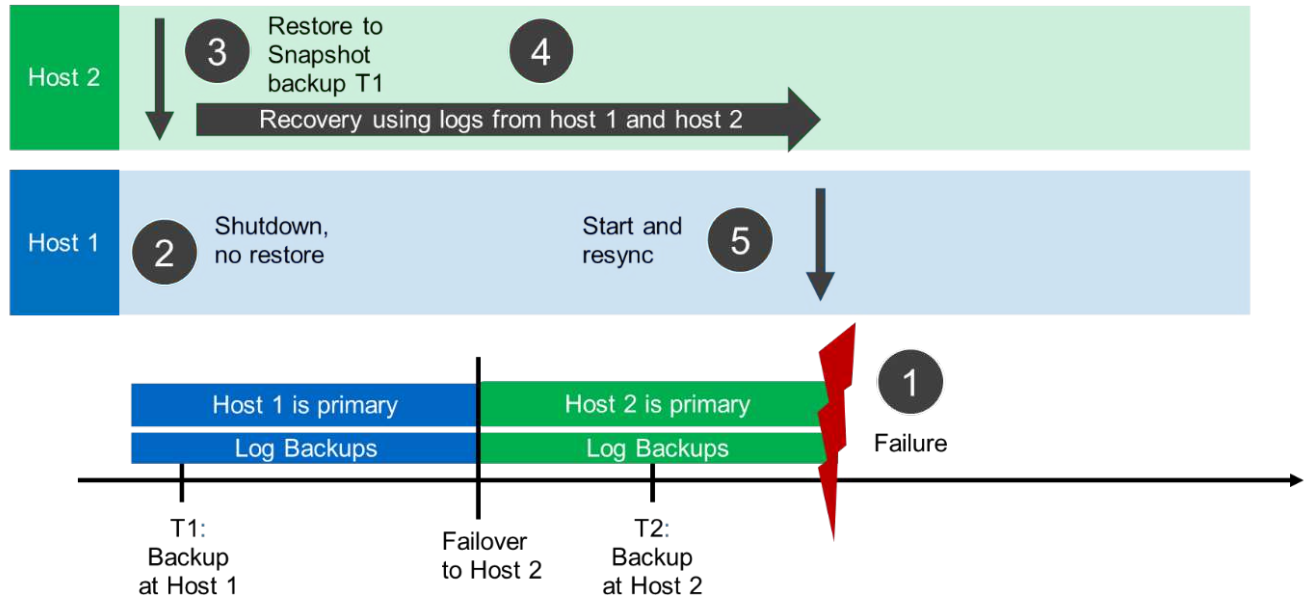 Host 2
3
Restore to
Snapshot
backup T1
4
Recovery using logs from host 1 and host 2
Host 1
2
Shutdown,
no restore
Start and
resync
5
1
Failure
Host 1 is primary
Host 2 is primary
Log Backups
Log Backups
T1:
Backup
at Host 1
Failover
to Host 2
T2:
Backup
at Host 2